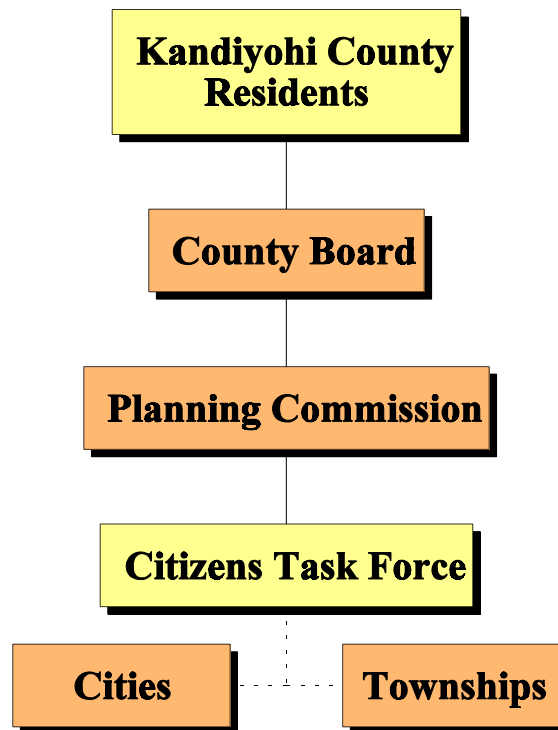 Kandiyohi County
Residents
County Board
Planning Commission
Citizens Task Force
Cities
Townships